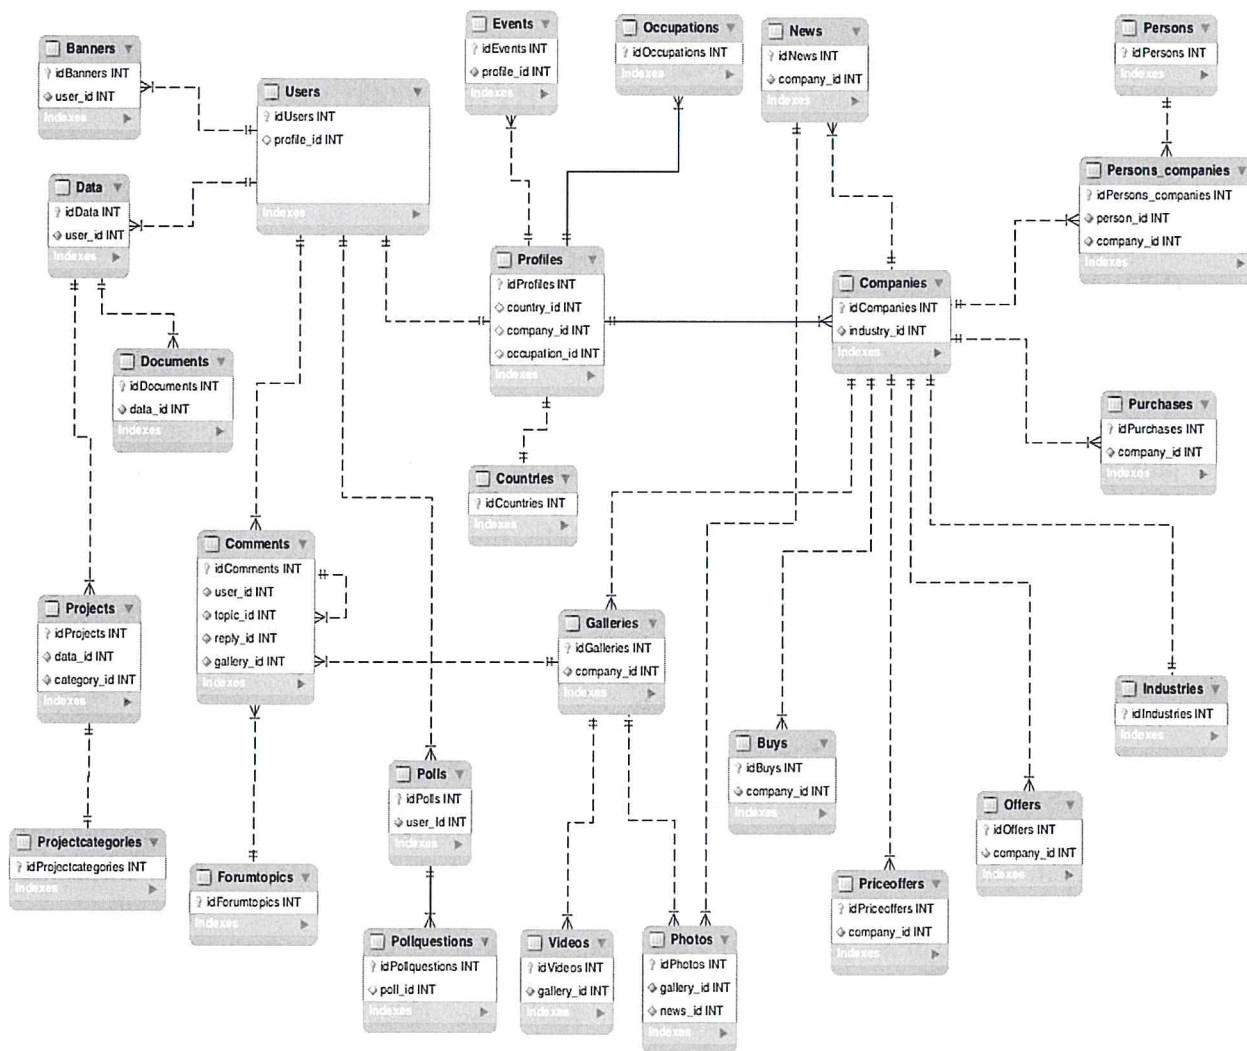 Banners
idBanners INT
user_id INT
Indexes
Users
idUsers INT
profile_id INT
Indexes
Events
idEvents INT
profile_id INT
Indexes
Occupations
idOccupations INT
Indexes
News
idNews INT
company_id INT
Indexes
Persons
idPersons INT
Indexes
Data
idData INT
user_id INT
Indexes
Persons_companies
idPersons_companies INT
person_id INT
company_id INT
Indexes
Profiles
idProfiles INT
country_id INT
company_id INT
occupation_id INT
Indexes
Companies
idCompanies INT
industry_id INT
Indexes
Documents
idDocuments INT
data_id INT
Indexes
Purchases
idPurchases INT
company_id INT
Indexes
Countries
idCountries INT
Indexes
Comments
idComments INT
user_id INT
topic_id INT
reply_id INT
gallery_id INT
Indexes
Projects
idProjects INT
data_id INT
category_id INT
Indexes
Galleries
idGalleries INT
company_id INT
Indexes
Industries
idIndustries INT
Indexes
Buys
idBuys INT
company_id INT
Indexes
Polls
idPolls INT
user_Id INT
Indexes
Offers
idOffers INT
company_id INT
Indexes
Projectcategories
idProjectcategories INT
Indexes
Forumtopics
idForumtopics INT
Indexes
Priceoffers
idPriceoffers INT
company_id INT
Indexes
Pollquestions
idPollquestions INT
poll_id INT
Indexes
Videos
idVideos INT
gallery_id INT
Indexes
Photos
idPhotos INT
gallery_id INT
news_id INT
Indexes